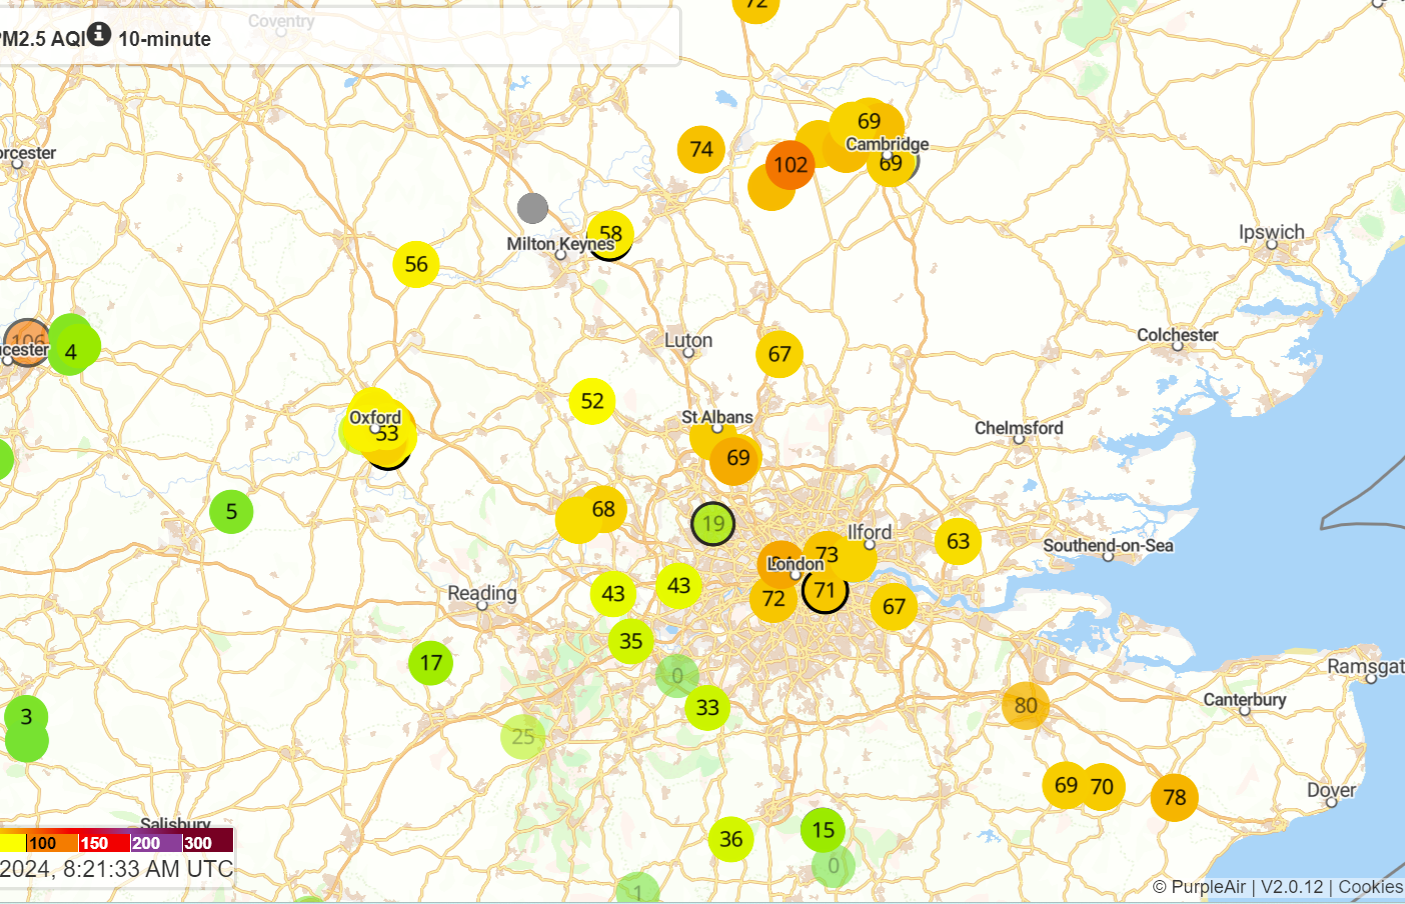 72
Coventry
PM2.5 AQI 10-minute
69
Cambridge
orcester
74
102
69
Ipswich
58
Milton Keynes
56
Colchester
106
Luton
4
ucester
67
52
Oxford
St Albans
Chelmsford
53
69
5
68
19
Ilford
63
Southend-on-Sea
73
London
43
43
Reading
72
71
67
35
17
Ramsgat
0
3
33
80
Canterbury
25
69
70
78
Dover
Salisbury
15
36
100
150
200
300
0
2024, 8:21:33 AM UTC
1
© PurpleAir | V2.0.12 | Cookies